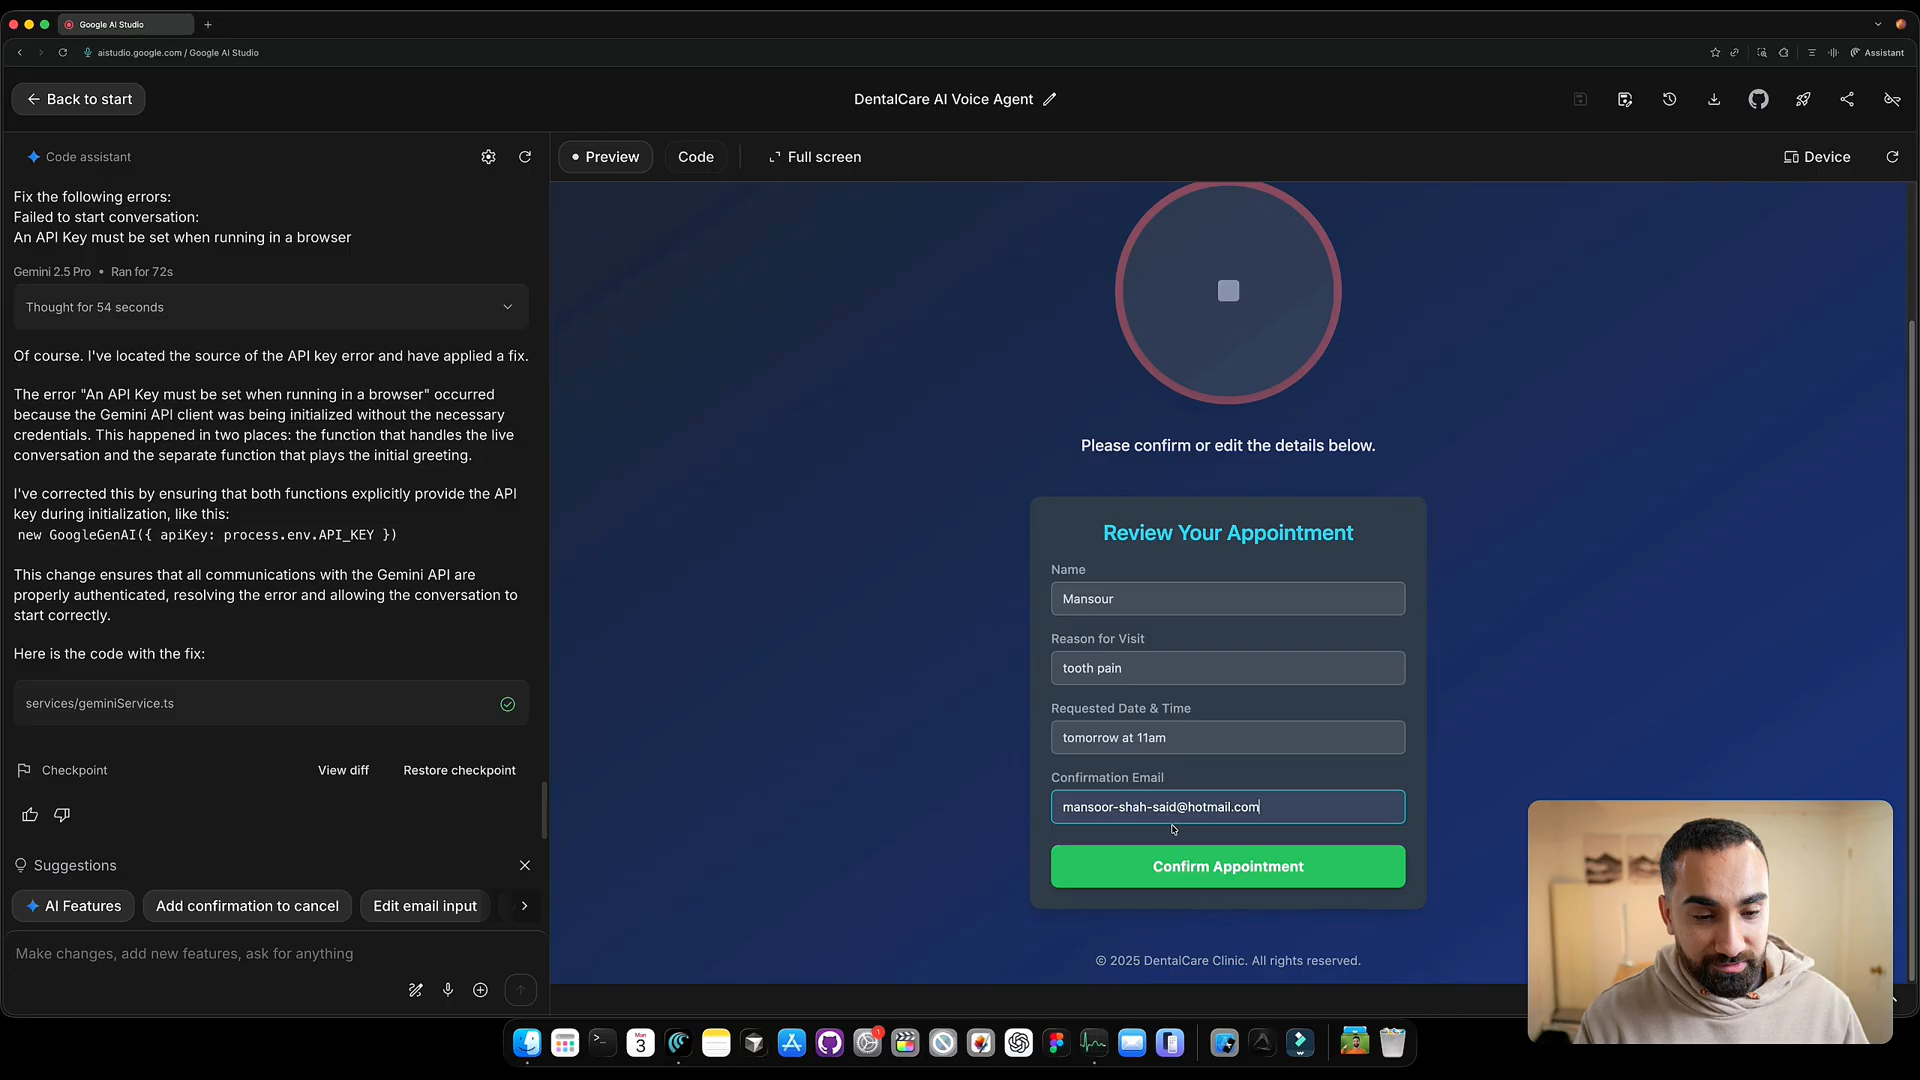 Google AI Studio
aistudio.google.com / Google AI Studio
Assistant
Back to start
DentalCare AI Voice Agent
Code assistant
Preview
Code
Full screen
Device
Fix the following errors:
Failed to start conversation:
An API Key must be set when running in a browser
Gemini 2.5 Pro • Ran for 72s
Thought for 54 seconds
Of course. I've located the source of the API key error and have applied a fix.
The error "An API Key must be set when running in a browser" occurred
because the Gemini API client was being initialized without the necessary
credentials. This happened in two places: the function that handles the live
conversation and the separate function that plays the initial greeting.
I've corrected this by ensuring that both functions explicitly provide the API
key during initialization, like this:
new GoogleGenAI({ apiKey: process.env.API_KEY })
This change ensures that all communications with the Gemini API are
properly authenticated, resolving the error and allowing the conversation to
start correctly.
Here is the code with the fix:
services/geminiService.ts
Checkpoint
View diff
Restore checkpoint
Suggestions
AI Features
Add confirmation to cancel
Edit email input
Make changes, add new features, ask for anything
Please confirm or edit the details below.
Review Your Appointment
Name
Mansour
Reason for Visit
tooth pain
Requested Date & Time
tomorrow at 11am
Confirmation Email
mansoor-shah-said@hotmail.com
Confirm Appointment
© 2025 DentalCare Clinic. All rights reserved.
Mon
3
1